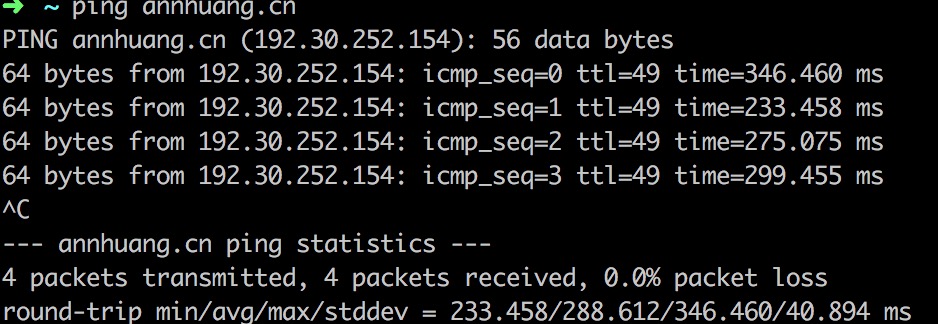 ➜ ~ ping annhuang.cn
PING annhuang.cn (192.30.252.154): 56 data bytes
64 bytes from 192.30.252.154: icmp_seq=0 ttl=49 time=346.460 ms
64 bytes from 192.30.252.154: icmp_seq=1 ttl=49 time=233.458 ms
64 bytes from 192.30.252.154: icmp_seq=2 ttl=49 time=275.075 ms
64 bytes from 192.30.252.154: icmp_seq=3 ttl=49 time=299.455 ms
^C
--- annhuang.cn ping statistics ---
4 packets transmitted, 4 packets received, 0.0% packet loss
round-trip min/avg/max/stddev = 233.458/288.612/346.460/40.894 ms